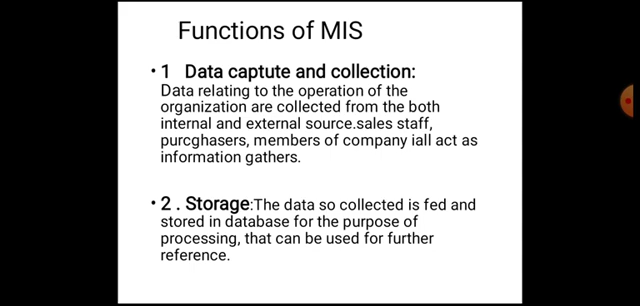 Functions of MIS
• 1 Data captute and collection:
Data relating to the operation of the
organization are collected from the both
internal and external source.sales staff,
purcghasers, members of company iall act as
information gathers.
• 2 . Storage:The data so collected is fed and
stored in database for the purpose of
processing, that can be used for further
reference.